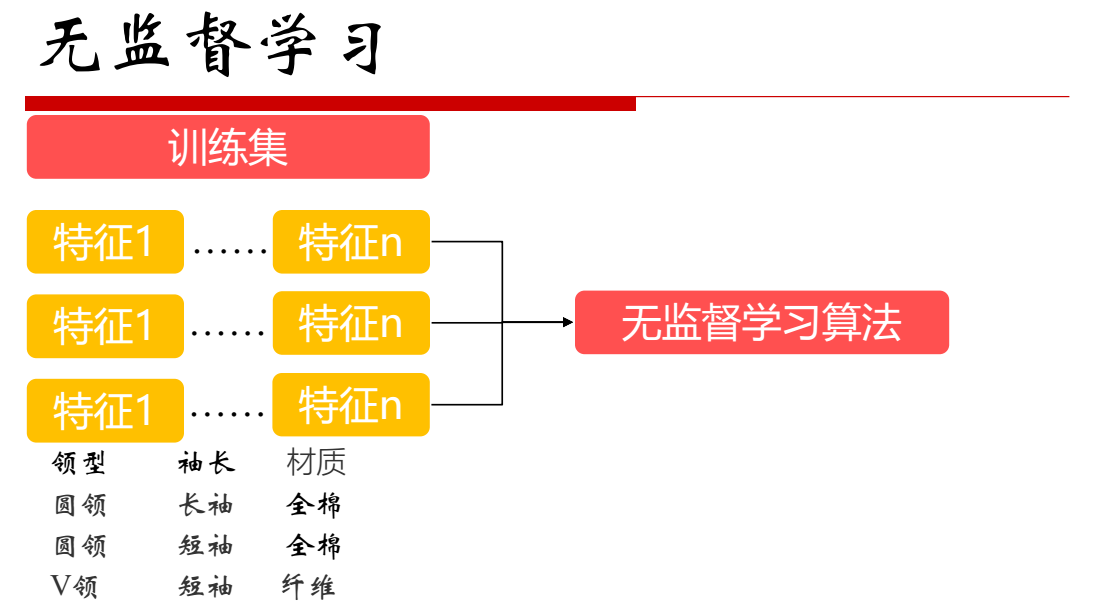 无监督学习
训练集
特征1 ...... 特征n
特征1 ...... 特征n
无监督学习算法
特征1 ...... 特征n
领型 袖长 材质
圆领 长袖 全棉
圆领 短袖 全棉
V领 短袖 纤维